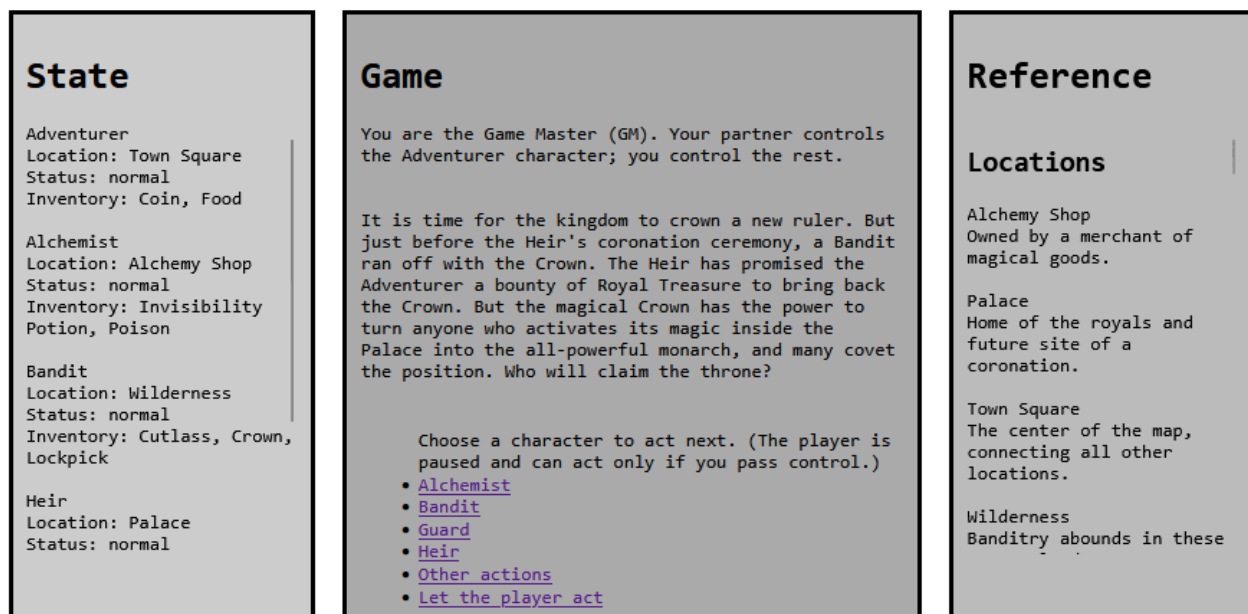 State
Adventurer
Location: Town Square
Status: normal
Inventory: Coin, Food
Alchemist
Location: Alchemy Shop
Status: normal
Inventory: Invisibility
Potion, Poison
Bandit
Location: Wilderness
Status: normal
Inventory: Cutlass, Crown,
Lockpick
Heir
Location: Palace
Status: normal
Game
You are the Game Master (GM). Your partner controls
the Adventurer character; you control the rest.
It is time for the kingdom to crown a new ruler. But
just before the Heir's coronation ceremony, a Bandit
ran off with the Crown. The Heir has promised the
Adventurer a bounty of Royal Treasure to bring back
the Crown. But the magical Crown has the power to
turn anyone who activates its magic inside the
Palace into the all-powerful monarch, and many covet
the position. Who will claim the throne?
Choose a character to act next. (The player is
paused and can act only if you pass control.)
• Alchemist
• Bandit
• Guard
• Heir
• Other actions
• Let the player act
Reference
Locations
Alchemy Shop
Owned by a merchant of
magical goods.
Palace
Home of the royals and
future site of a
coronation.
Town Square
The center of the map,
connecting all other
locations.
Wilderness
Banditry abounds in these